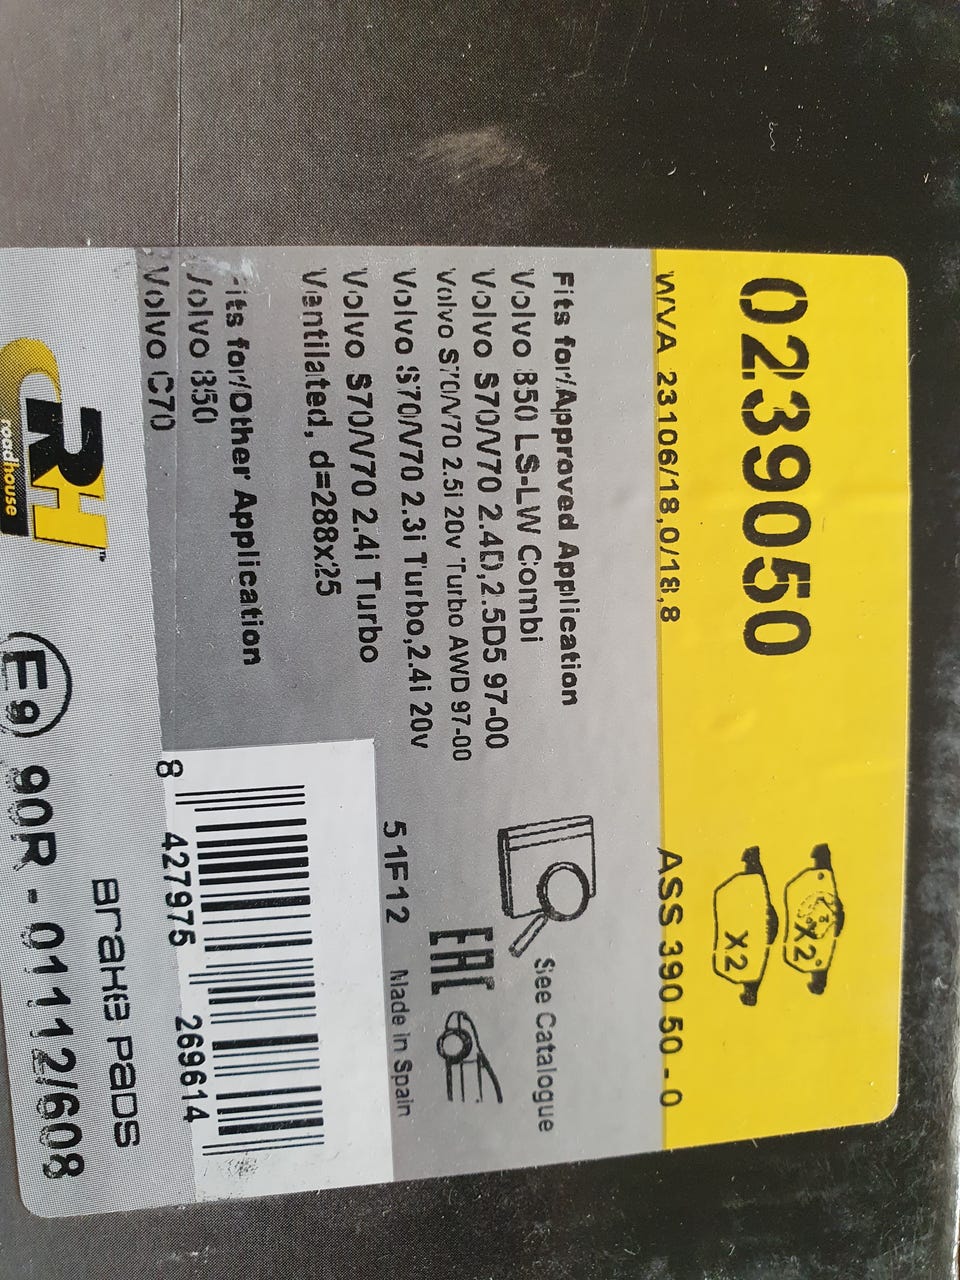 0239050
WVA 23106/18,0/18,8
ASS 390 50 - 0
X2
X2
Fits for/Approved Application
Volvo 850 LS-LW Combi
Volvo S70/V70 2.4D,2.5D5 97-00
Volvo S70/V70 2.5i 20v Turbo AWD 97-00
Volvo S70/V70 2.3i Turbo,2.4i 20v
Volvo S70/V70 2.4i Turbo
Vantilated, d=288x25
See Catalogue
EAC
51F12
Made in Spain
Fits for/Other Application
Volvo 850
Volvo C70
8 427975 269614
RH™
roadhouse
Brake Pads
E9 90R - 01112/608